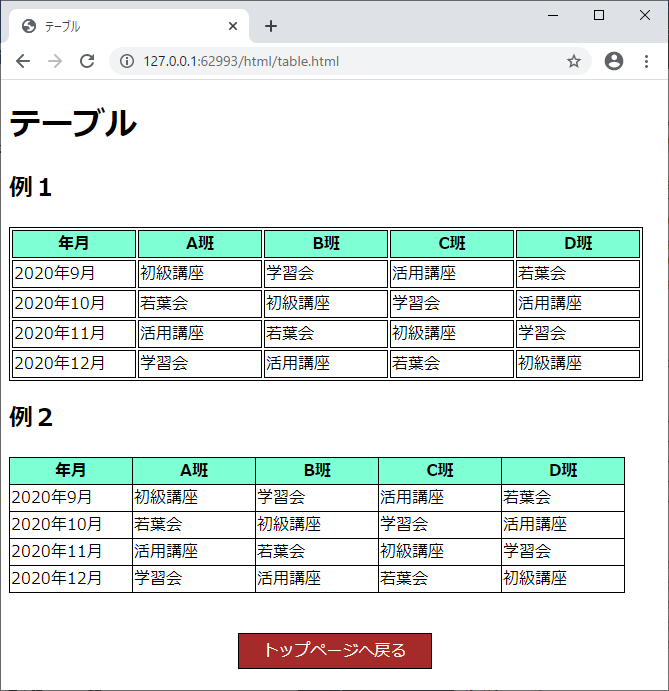 テーブル
127.0.0.1:62993/html/table.html
テーブル
例１
年月 A班 B班 C班 D班
2020年9月 初級講座 学習会 活用講座 若葉会
2020年10月 若葉会 初級講座 学習会 活用講座
2020年11月 活用講座 若葉会 初級講座 学習会
2020年12月 学習会 活用講座 若葉会 初級講座
例２
年月 A班 B班 C班 D班
2020年9月 初級講座 学習会 活用講座 若葉会
2020年10月 若葉会 初級講座 学習会 活用講座
2020年11月 活用講座 若葉会 初級講座 学習会
2020年12月 学習会 活用講座 若葉会 初級講座
トップページへ戻る